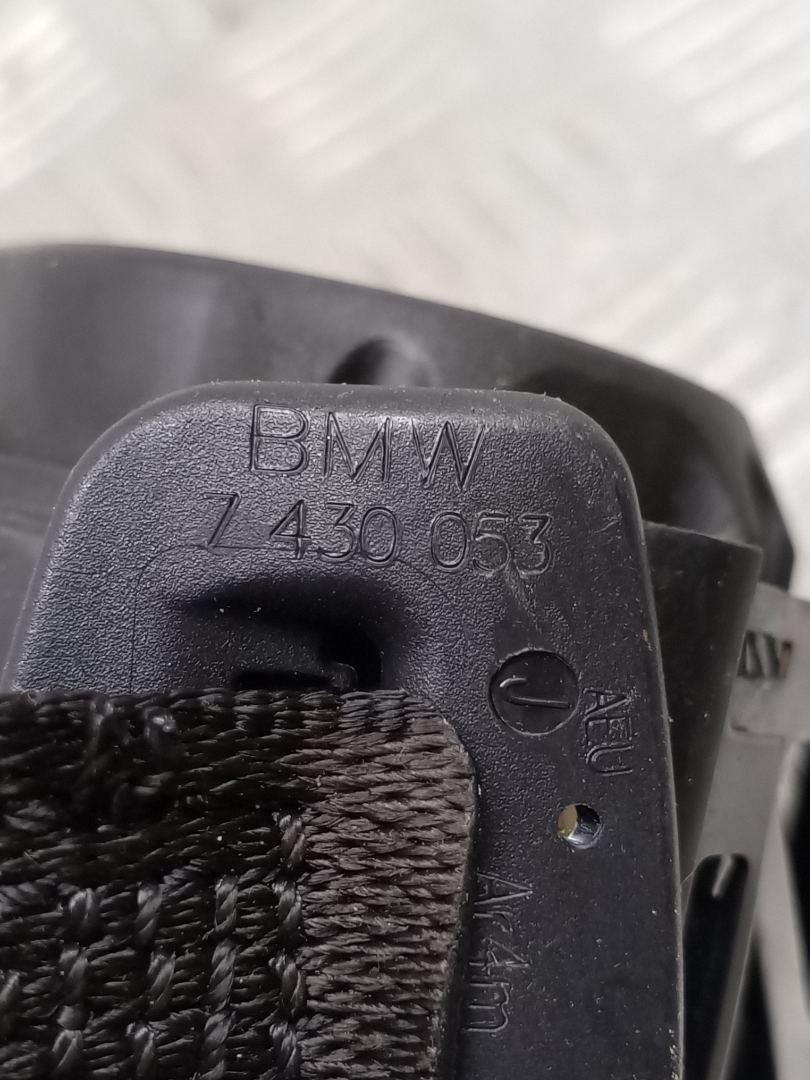 BMW
7 430 053
J
AEU
Ar4m